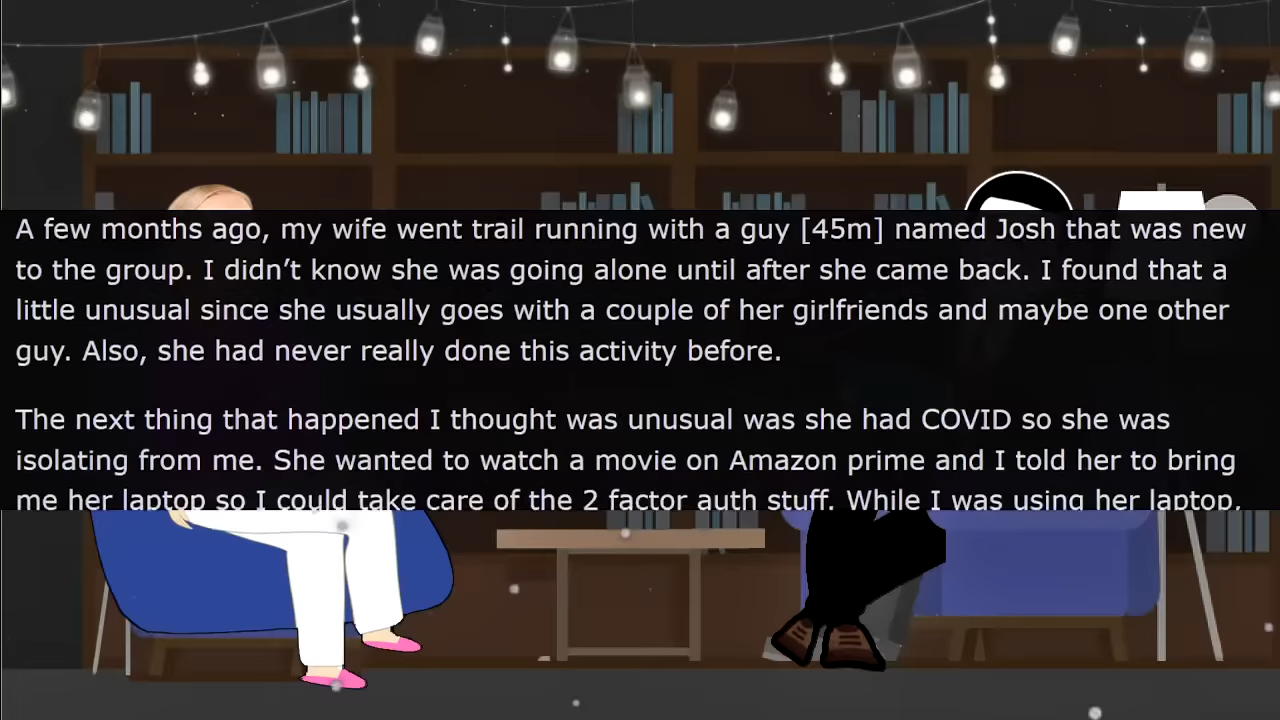 A few months ago, my wife went trail running with a guy [45m] named Josh that was new
to the group. I didn’t know she was going alone until after she came back. I found that a
little unusual since she usually goes with a couple of her girlfriends and maybe one other
guy. Also, she had never really done this activity before.
The next thing that happened I thought was unusual was she had COVID so she was
isolating from me. She wanted to watch a movie on Amazon prime and I told her to bring
me her laptop so I could take care of the 2 factor auth stuff. While I was using her laptop,